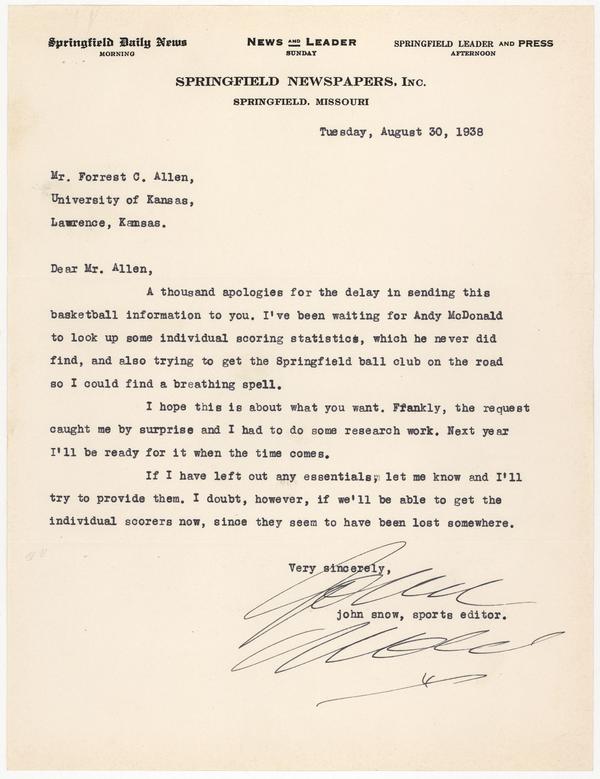 Springfield Daily News
MORNING
NEWS AND LEADER
SUNDAY
SPRINGFIELD LEADER AND PRESS
AFTERNOON
SPRINGFIELD NEWSPAPERS, INC.
SPRINGFIELD, MISSOURI
Tuesday, August 30, 1938
Mr. Forrest C. Allen,
University of Kansas,
Lawrence, Kansas.
Dear Mr. Allen,
A thousand apologies for the delay in sending this
basketball information to you. I've been waiting for Andy McDonald
to look up some individual scoring statistics, which he never did
find, and also trying to get the Springfield ball club on the road
so I could find a breathing spell.
I hope this is about what you want. Frankly, the request
caught me by surprise and I had to do some research work. Next year
I'll be ready for it when the time comes.
If I have left out any essentials, let me know and I'll
try to provide them. I doubt, however, if we'll be able to get the
individual scorers now, since they seem to have been lost somewhere.
Very sincerely,
John
john snow, sports editor.
Snow